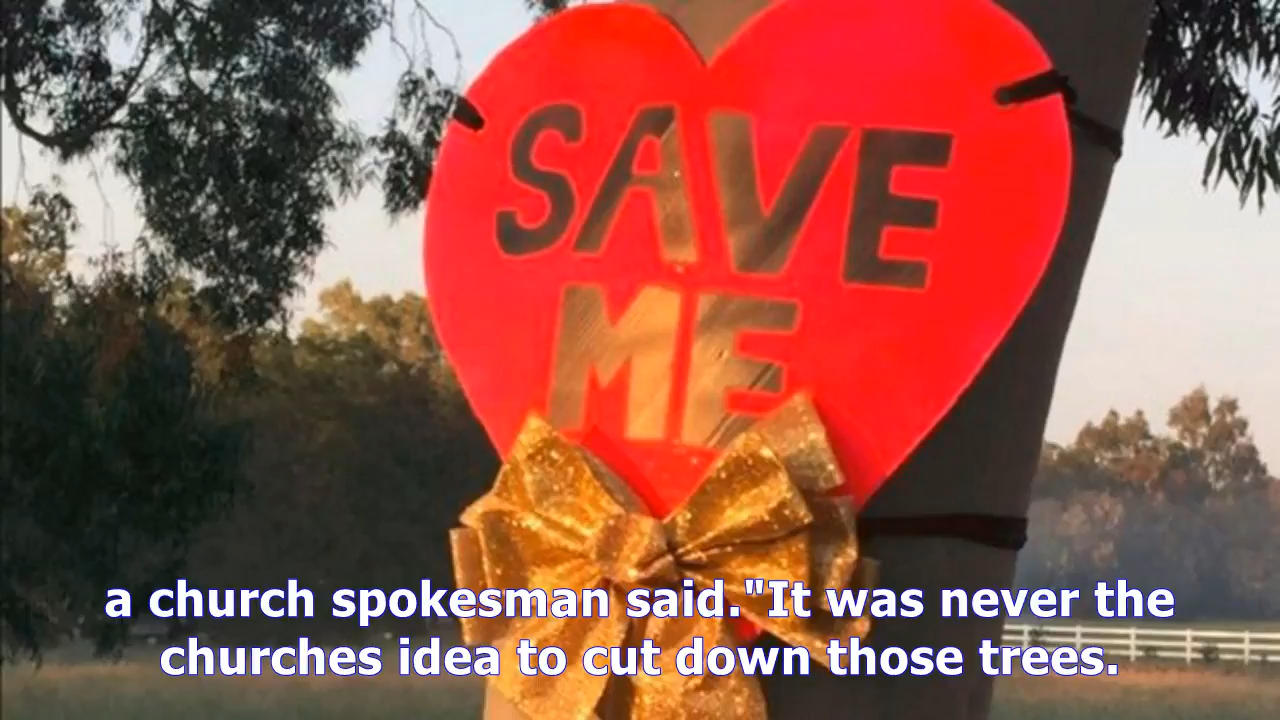 SAVE
ME
a church spokesman said."It was never the
churches idea to cut down those trees.